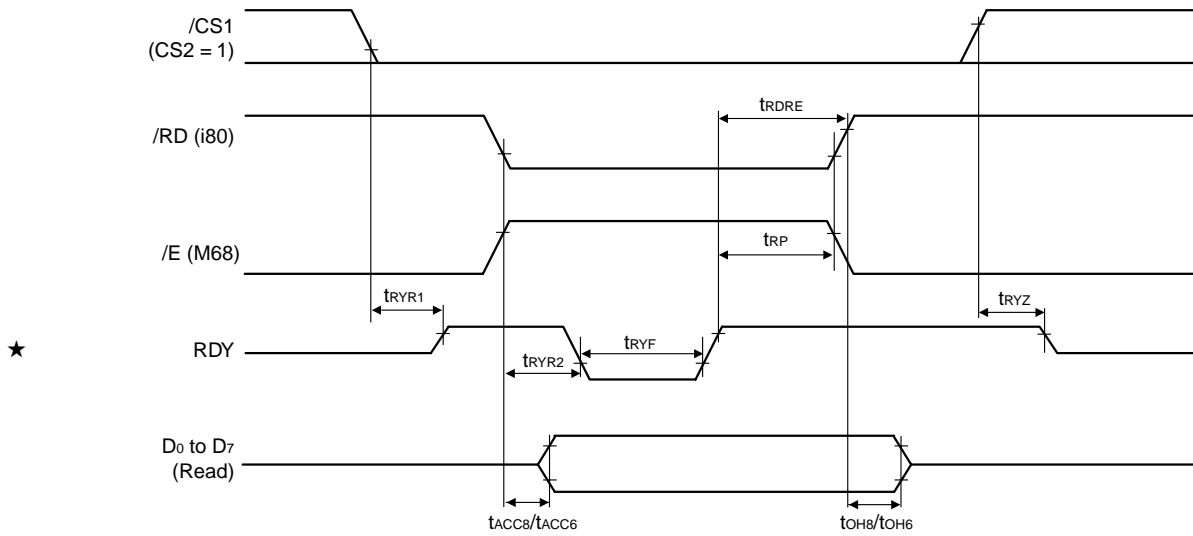 /CS1
(CS2 = 1)
tRDRE
/RD (i80)
tRP
/E (M68)
tRYR1
tRYZ
★
RDY
tRYF
tRYR2
D0 to D7
(Read)
tACC8/tACC6
tOH8/tOH6